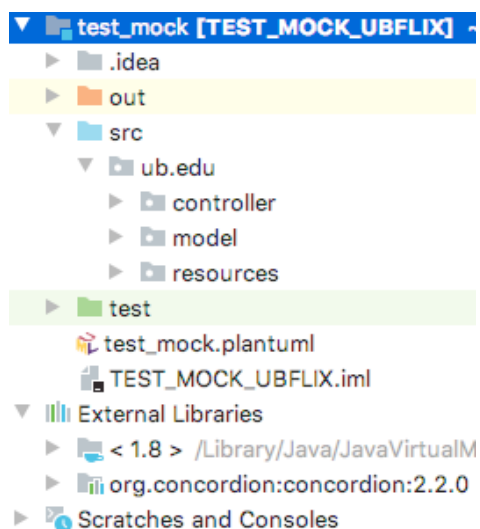 test_mock [TEST_MOCK_UBFLIX] ~
.idea
out
src
ub.edu
controller
model
resources
test
test_mock.plantuml
TEST_MOCK_UBFLIX.iml
External Libraries
< 1.8 > /Library/Java/JavaVirtualM
org.concordion:concordion:2.2.0
Scratches and Consoles